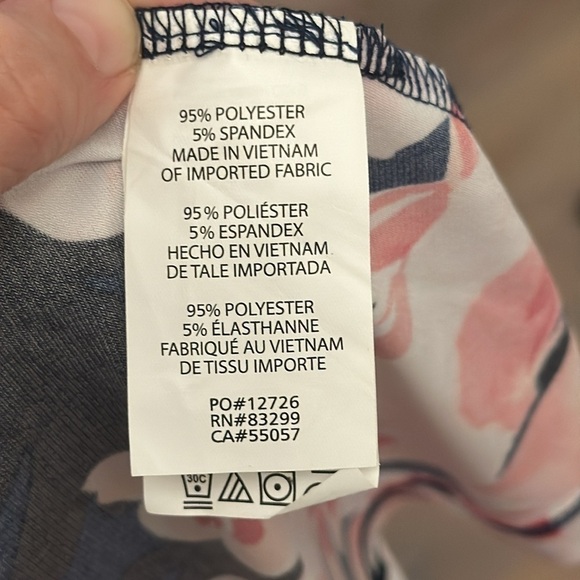 95% POLYESTER
5% SPANDEX
MADE IN VIETNAM
OF IMPORTED FABRIC
95% POLIÉSTER
5% ESPANDEX
HECHO EN VIETNAM
DE TALE IMPORTADA
95% POLYESTER
5% ÉLASTHANNE
FABRIQUÉ AU VIETNAM
DE TISSU IMPORTE
PO#12726
RN#83299
CA#55057
30C